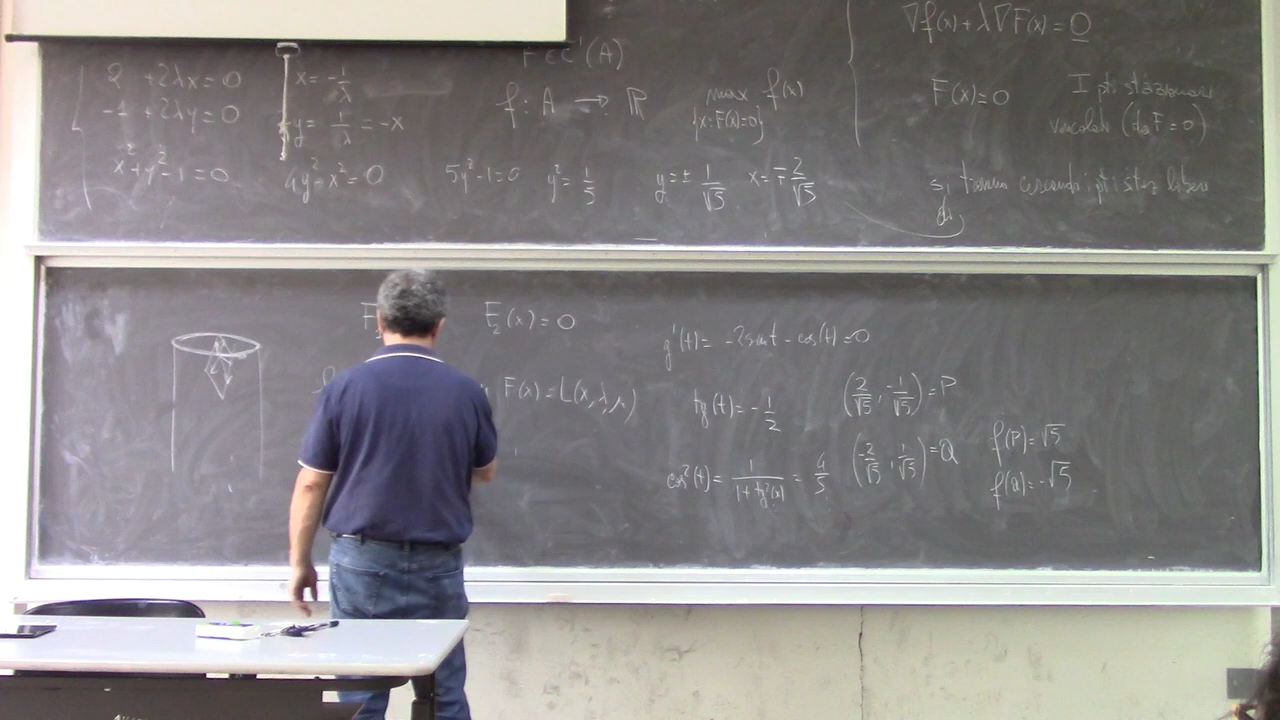 2 + 2λx = 0
-1 + 2λy = 0
x² + y² - 1 = 0
x = -1/λ
y = 1/λ = -x
4y² - x² = 0
F ∈ C¹(A)
f : A → ℝ
max f(x)
{x: F(x)=0}
5y² - 1 = 0
y² = 1/5
y = ± 1/√5
x = ∓ 2/√5
∇f(x) + λ∇F(x) = 0
F(x) = 0
I pti stazionari
vincolati (da F = 0)
si trovano cercando i pti staz liberi
di
F₂(x) = 0
F(x) = L(x, λ, μ)
g'(t) = -2sint - cos(t) = 0
tg(t) = -1/2
(2/√5, -1/√5) = P
cos²(t) = 1/(1+tg²(x)) = 4/5
(-2/√5, 1/√5) = Q
f(P) = √5
f(Q) = -√5